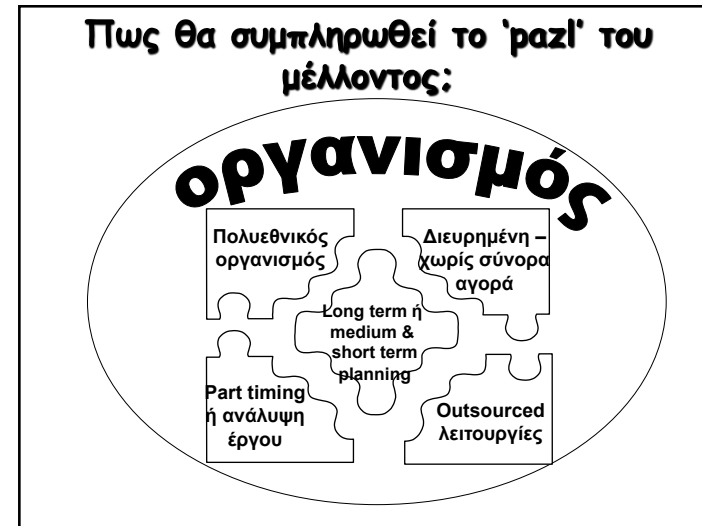 Πως θα συμπληρωθεί το 'pazl' του
μέλλοντος;
οργανισμός
Πολυεθνικός
οργανισμός
Διευρημένη –
χωρίς σύνορα
αγορά
Long term ή
medium &
short term
planning
Part timing
ή ανάλυψη
έργου
Outsourced
λειτουργίες